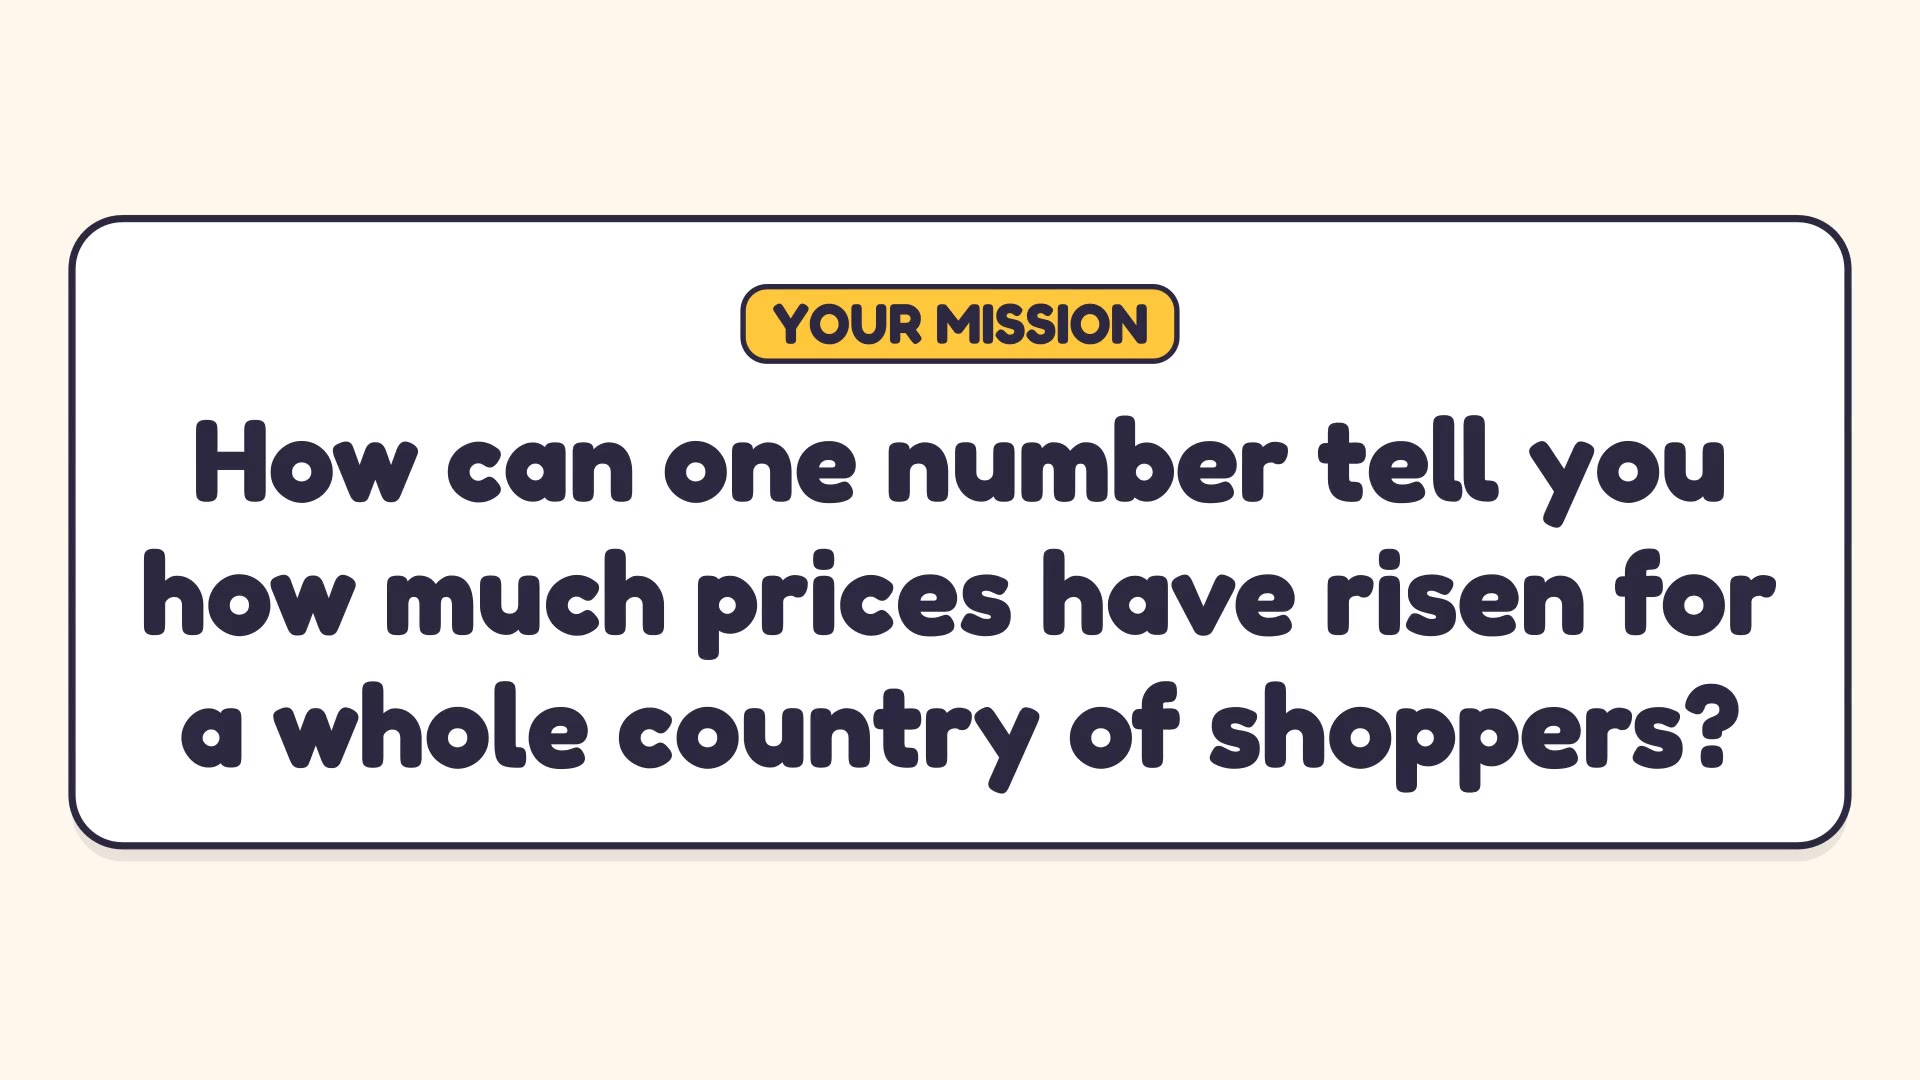 YOUR MISSION
How can one number tell you
how much prices have risen for
a whole country of shoppers?